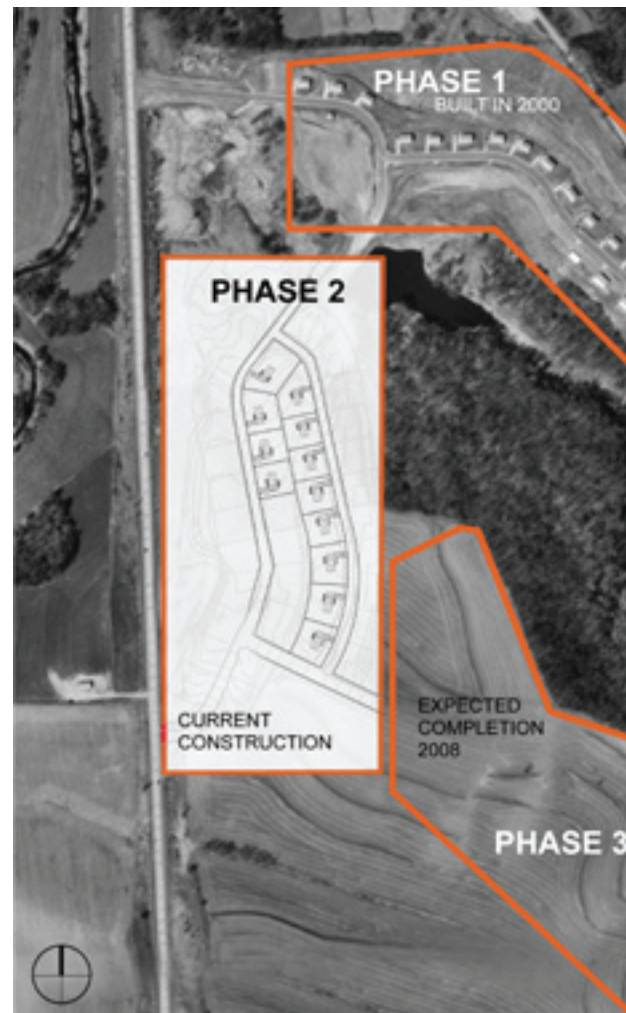 PHASE 1
BUILT IN 2000
PHASE 2
CURRENT
CONSTRUCTION
EXPECTED
COMPLETION
2008
PHASE 3